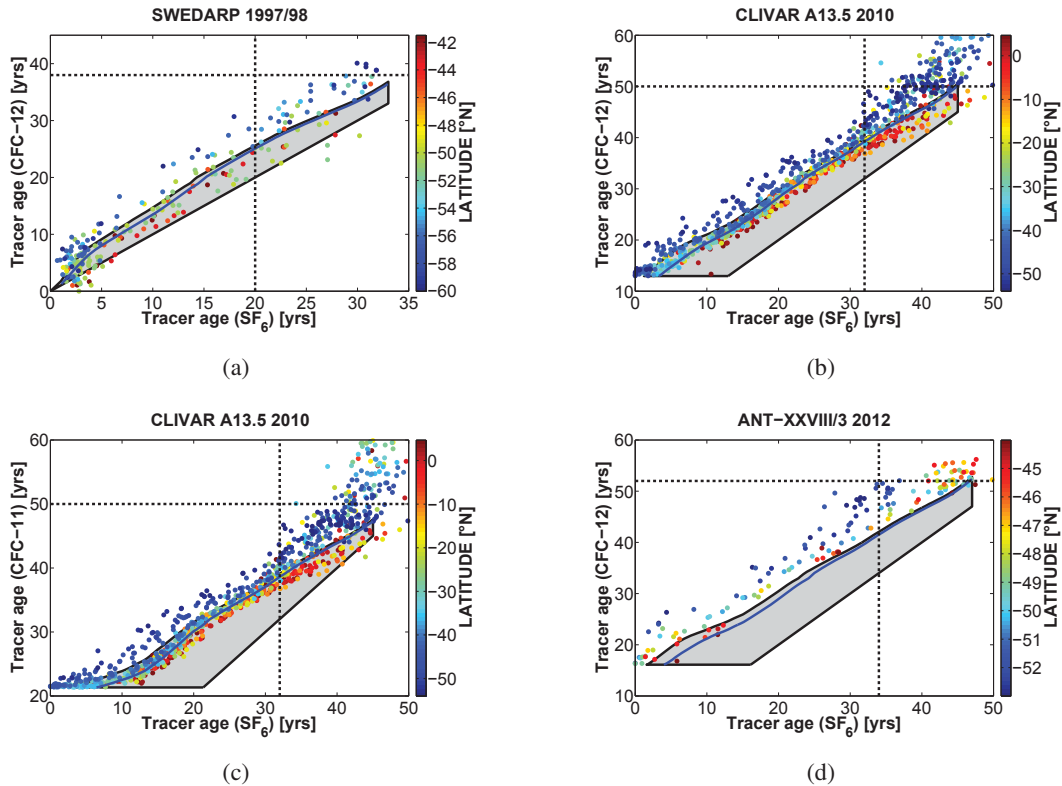 SWEDARP 1997/98
Tracer age (CFC−12) [yrs]
40
30
20
10
0
0 5 10 15 20 25 30 35
Tracer age (SF6) [yrs]
−42
−44
−46
−48
−50
−52
−54
−56
−58
−60
LATITUDE [°N]
(a)
CLIVAR A13.5 2010
Tracer age (CFC−12) [yrs]
60
50
40
30
20
10
0 10 20 30 40 50
Tracer age (SF6) [yrs]
0
−10
−20
−30
−40
−50
LATITUDE [°N]
(b)
CLIVAR A13.5 2010
Tracer age (CFC−11) [yrs]
60
50
40
30
20
0 10 20 30 40 50
Tracer age (SF6) [yrs]
0
−10
−20
−30
−40
−50
LATITUDE [°N]
(c)
ANT−XXVIII/3 2012
Tracer age (CFC−12) [yrs]
60
50
40
30
20
10
0 10 20 30 40 50
Tracer age (SF6) [yrs]
−45
−46
−47
−48
−49
−50
−51
−52
LATITUDE [°N]
(d)